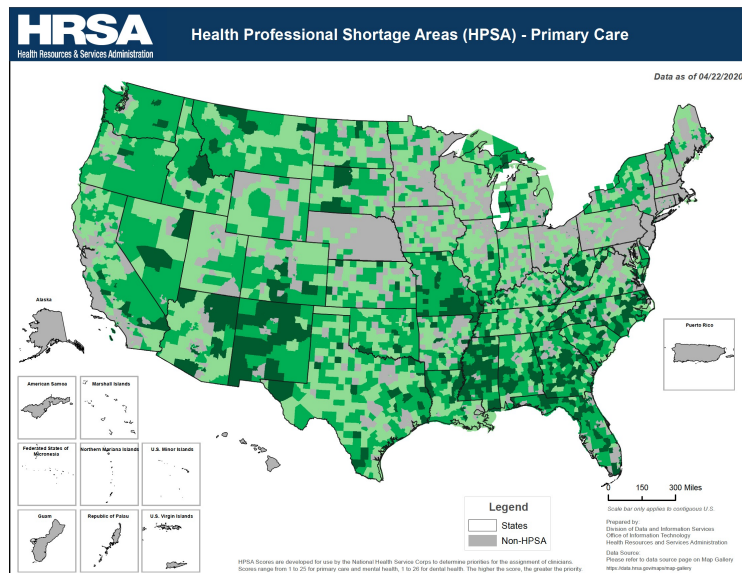 HRSA
Health Resources & Services Administration
Health Professional Shortage Areas (HPSA) - Primary Care
Data as of 04/22/2020
Alaska
Puerto Rico
American Samoa
Marshall Islands
Federated States of
Micronesia
Northern Mariana Islands
U.S. Minor Islands
Guam
Republic of Palau
U.S. Virgin Islands
0 150 300 Miles
Scale bar only applies to contiguous U.S.
Legend
States
Non-HPSA
Prepared by:
Division of Data and Information Services
Office of Information Technology
Health Resources and Services Administration
Data Source:
Please refer to data source page on Map Gallery
https://data.hrsa.gov/maps/map-gallery
HPSA Scores are developed for use by the National Health Service Corps to determine priorities for the assignment of clinicians.
Scores range from 1 to 25 for primary care and mental health, 1 to 26 for dental health. The higher the score, the greater the priority.